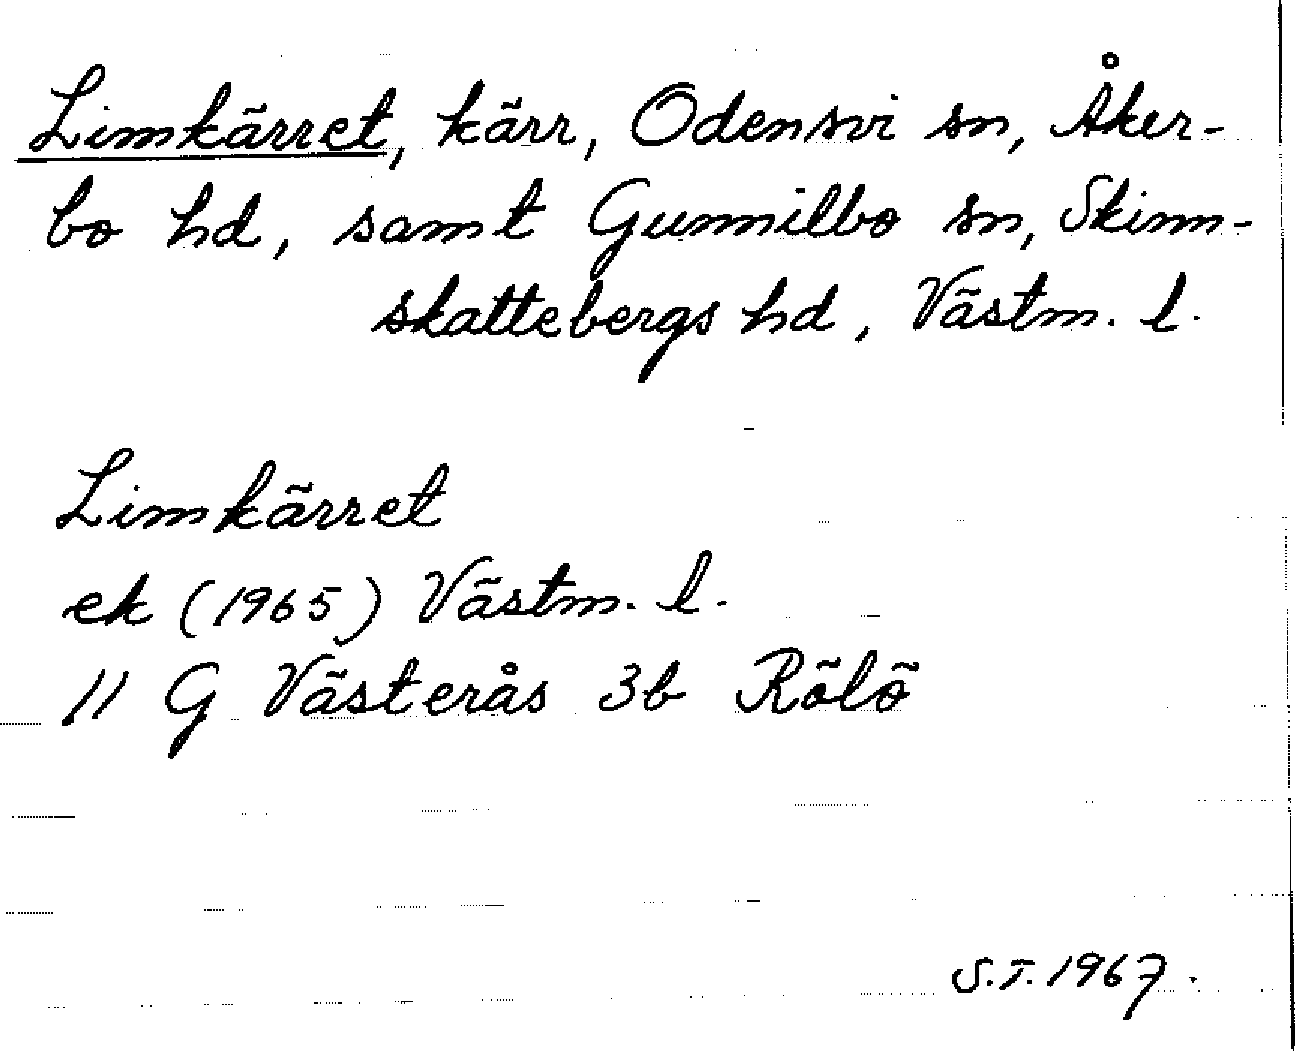 Limkärret, kärr, Odensvi sn, Åker-
bo hd, samt Gunnilbo sn, Skinn-
skattebergs hd, Västm. l.
Limkärret
ek (1965) Västm. l.
11 G Västerås 3b Rölö
S.T. 1967.